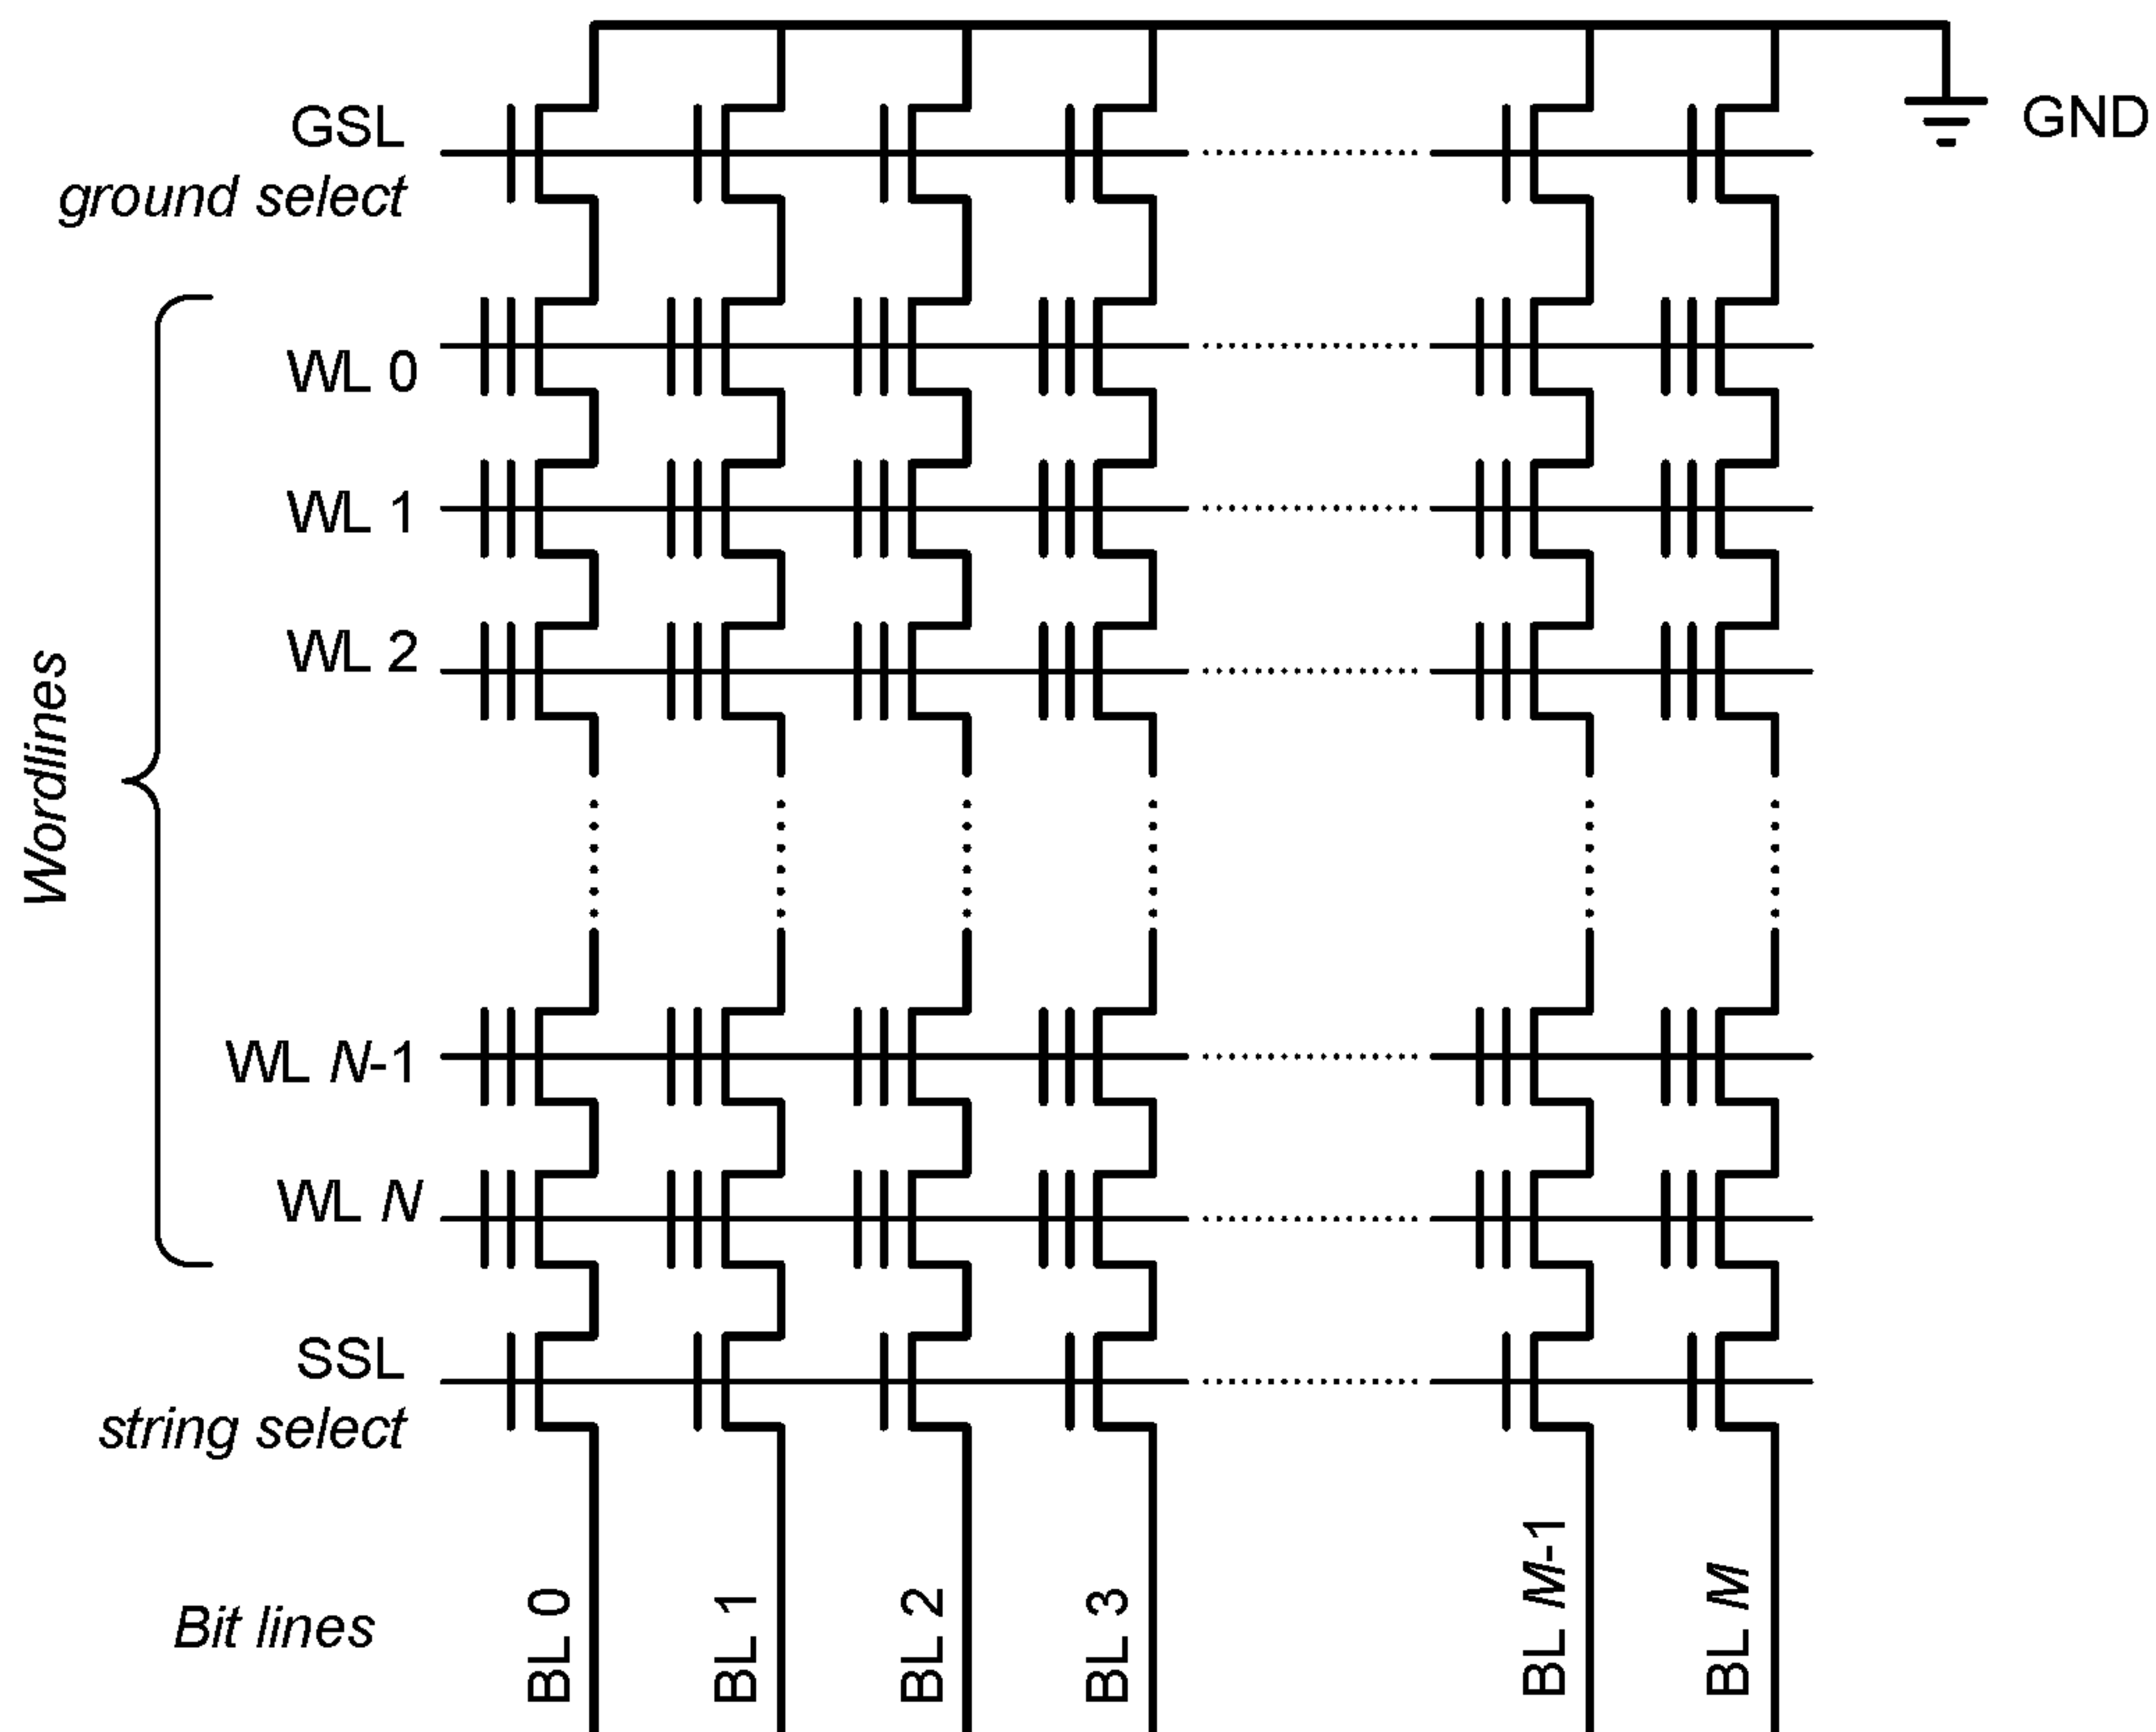 GND
GSL
ground select
WL 0
WL 1
WL 2
Wordlines
WL N-1
WL N
SSL
string select
Bit lines
BL 0
BL 1
BL 2
BL 3
BL M-1
BL M